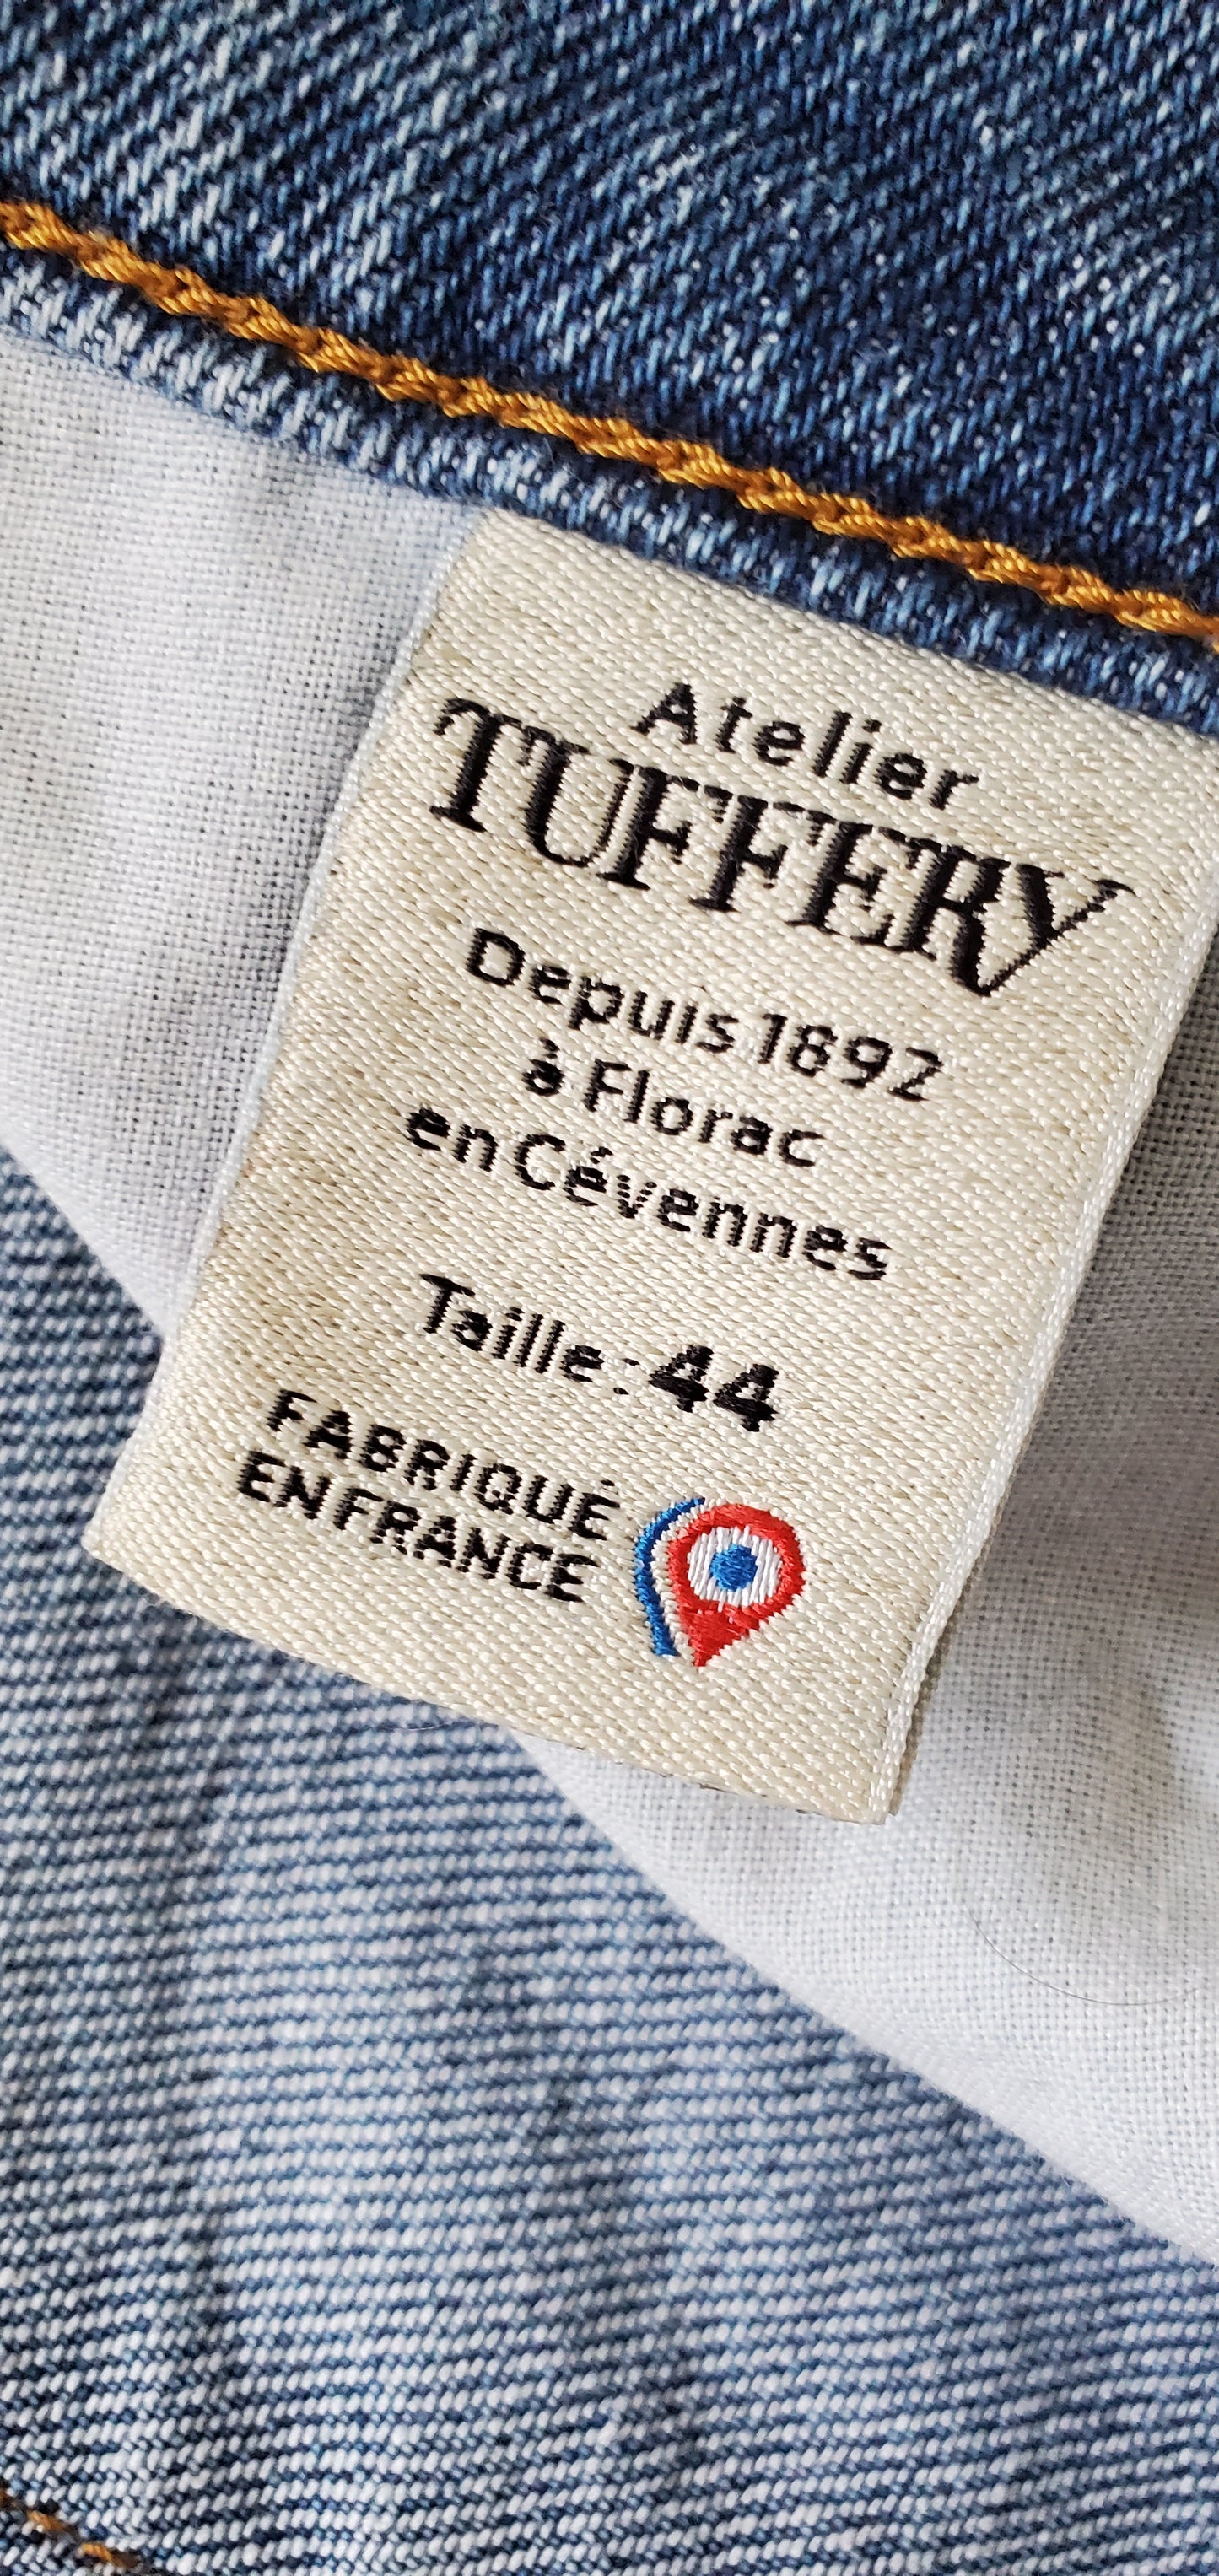 Atelier
TUFFERY
Depuis 1892
à Florac
en Cévennes
Taille : 44
FABRIQUÉ
EN FRANCE